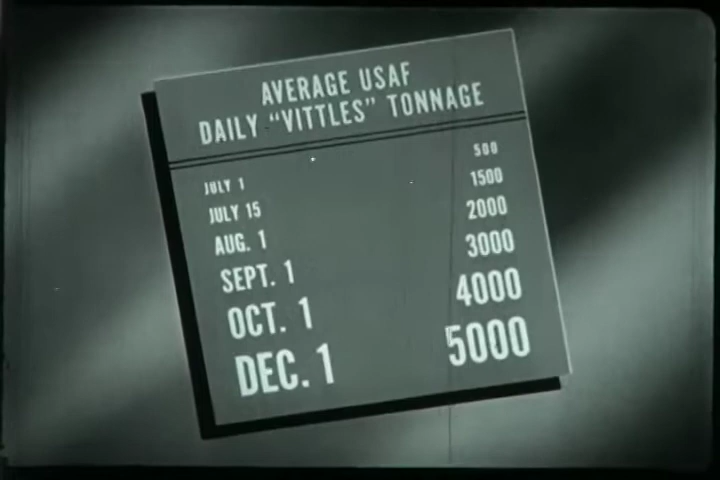 AVERAGE USAF
DAILY "VITTLES" TONNAGE
JULY 1 500
JULY 15 1500
AUG. 1 2000
SEPT. 1 3000
OCT. 1 4000
DEC. 1 5000